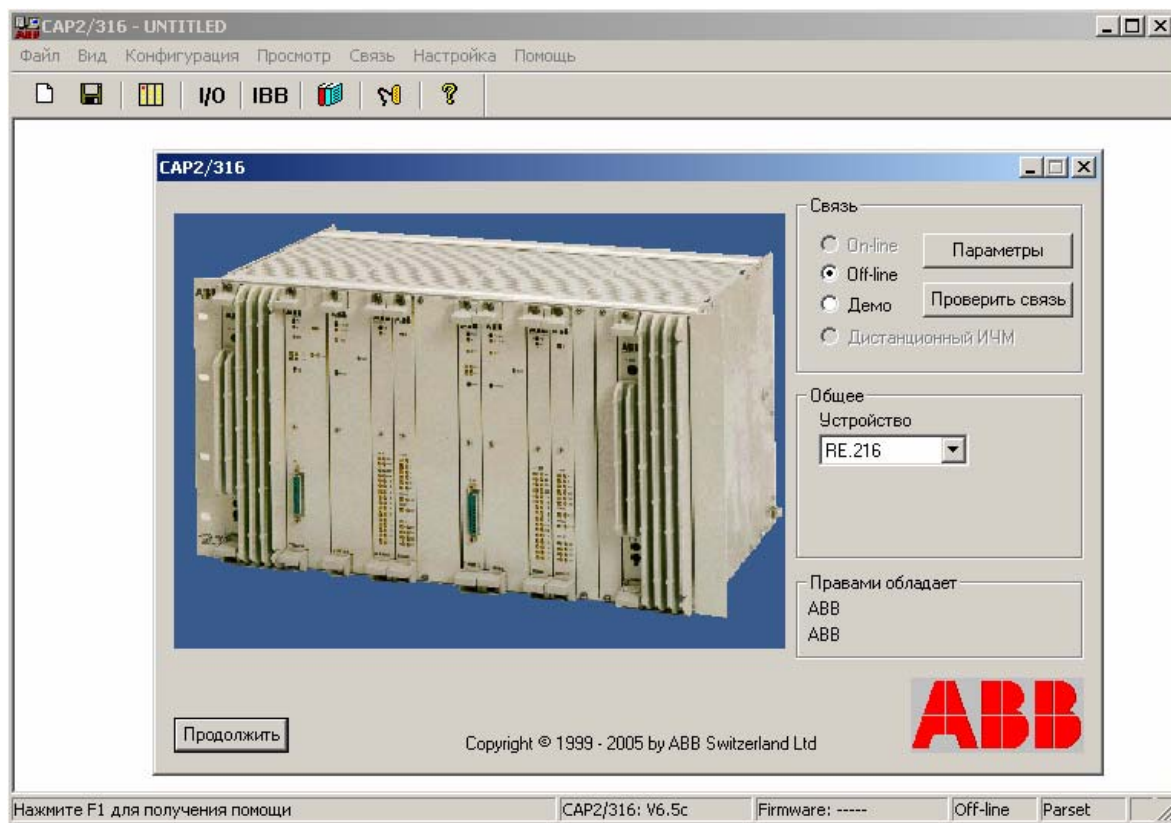 CAP2/316 - UNTITLED
Файл Вид Конфигурация Просмотр Связь Настройка Помощь
I/O IBB
CAP2/316
Связь
On-line
Параметры
Off-line
Демо
Проверить связь
Дистанционный ИЧМ
Общее
Устройство
RE.216
Правами обладает
ABB
ABB
ABB
Продолжить
Copyright © 1999 - 2005 by ABB Switzerland Ltd
Нажмите F1 для получения помощи CAP2/316: V6.5c Firmware: ----- Off-line Parset